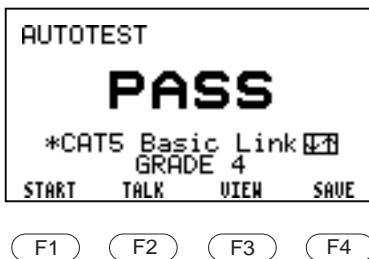 AUTOTEST
PASS
*CAT5 Basic Link
GRADE 4
START TALK VIEW SAVE
F1 F2 F3 F4